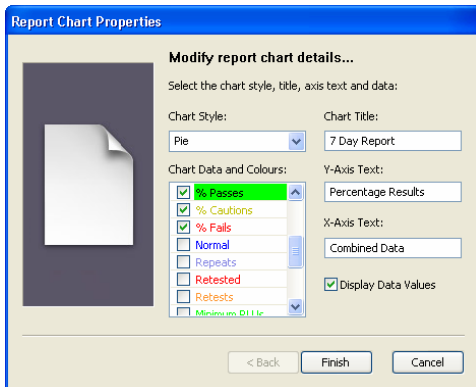 Report Chart Properties
Modify report chart details...
Select the chart style, title, axis text and data:
Chart Style:
Pie
Chart Data and Colours:
% Passes
% Cautions
% Fails
Normal
Repeats
Retested
Retests
Minimum RLUs
Chart Title:
7 Day Report
Y-Axis Text:
Percentage Results
X-Axis Text:
Combined Data
Display Data Values
< Back
Finish
Cancel